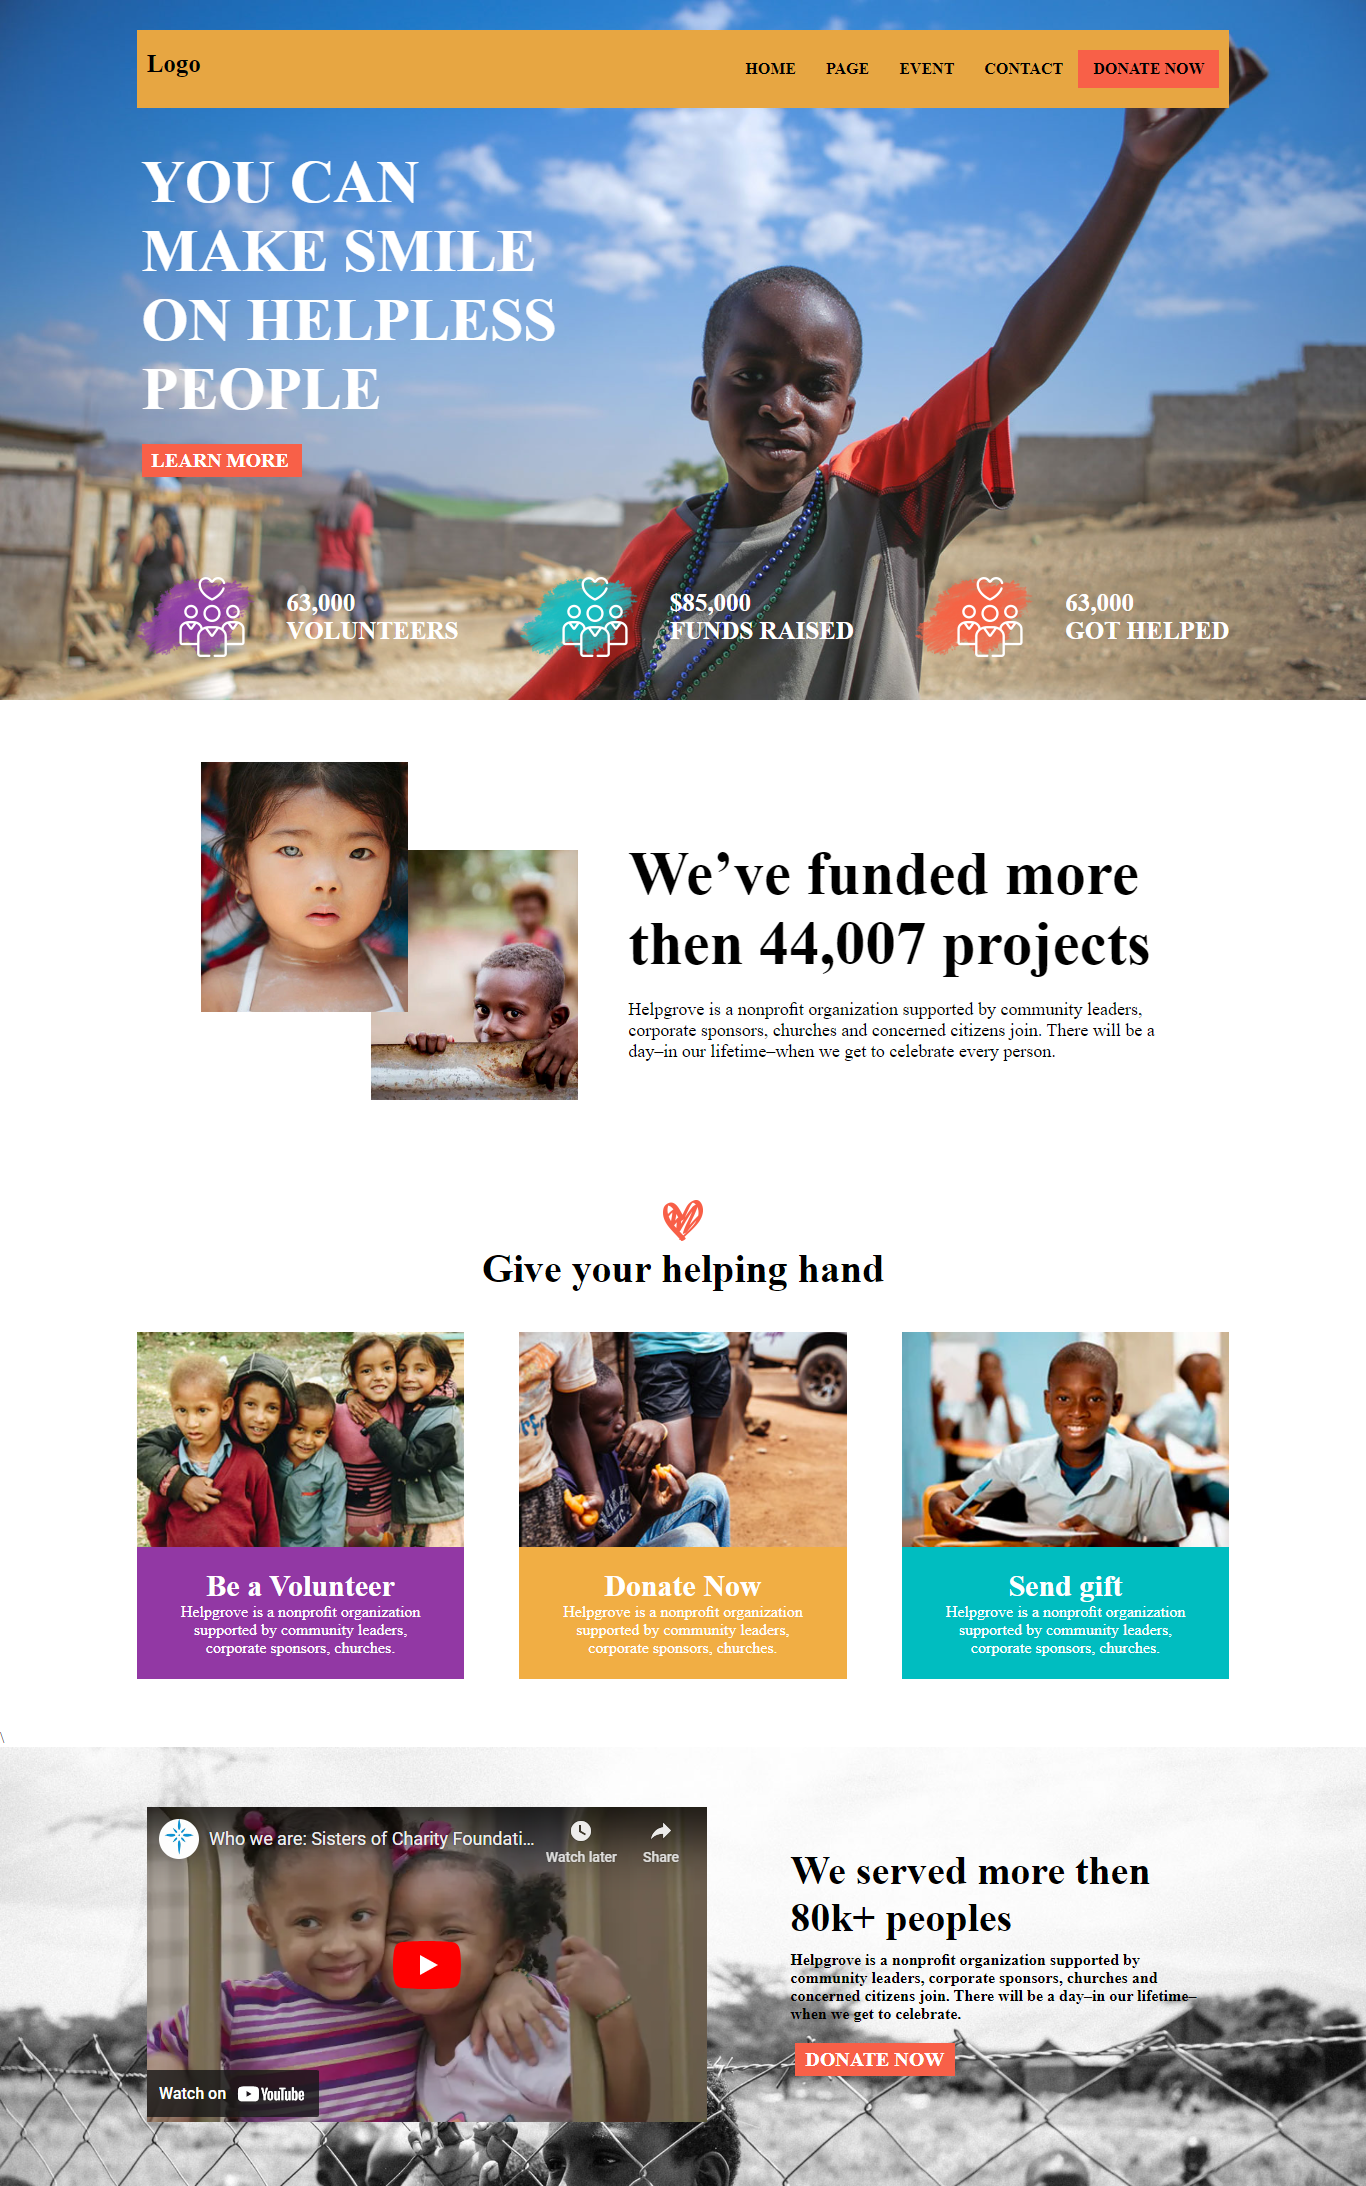 Logo
HOME PAGE EVENT CONTACT DONATE NOW
YOU CAN
MAKE SMILE
ON HELPLESS
PEOPLE
LEARN MORE
63,000
VOLUNTEERS
$85,000
FUNDS RAISED
63,000
GOT HELPED
We’ve funded more
then 44,007 projects
Helpgrove is a nonprofit organization supported by community leaders,
corporate sponsors, churches and concerned citizens join. There will be a
day–in our lifetime–when we get to celebrate every person.
Give your helping hand
Be a Volunteer
Helpgrove is a nonprofit organization
supported by community leaders,
corporate sponsors, churches.
Donate Now
Helpgrove is a nonprofit organization
supported by community leaders,
corporate sponsors, churches.
Send gift
Helpgrove is a nonprofit organization
supported by community leaders,
corporate sponsors, churches.
\
Who we are: Sisters of Charity Foundati...
Watch later
Share
Watch on YouTube
We served more then
80k+ peoples
Helpgrove is a nonprofit organization supported by
community leaders, corporate sponsors, churches and
concerned citizens join. There will be a day–in our lifetime–
when we get to celebrate.
DONATE NOW